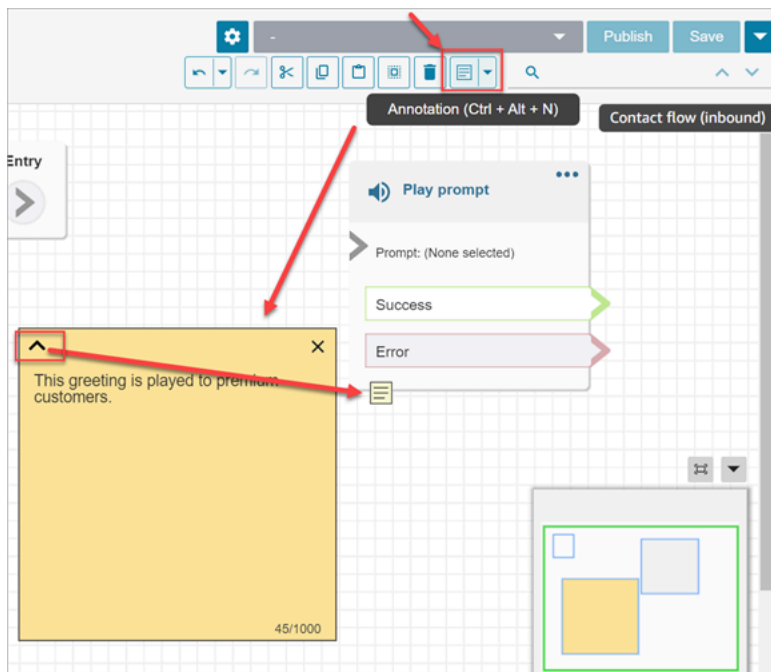 -
Publish
Save
Annotation (Ctrl + Alt + N)
Contact flow (inbound)
Entry
Play prompt
Prompt: (None selected)
Success
Error
This greeting is played to premium
customers.
45/1000